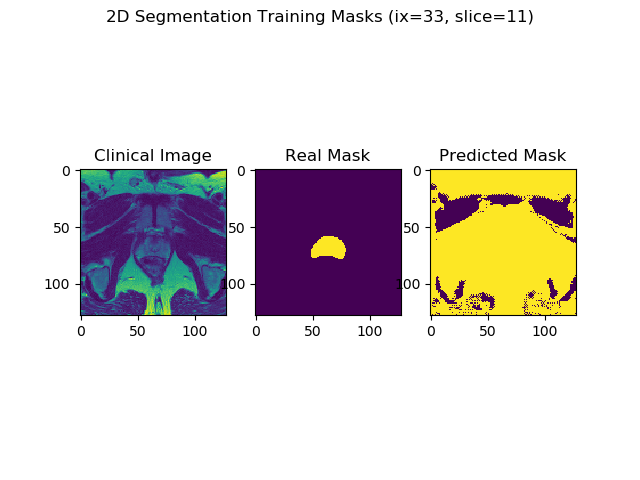 2D Segmentation Training Masks (ix=33, slice=11)
Clinical Image Real Mask Predicted Mask
0 0 0
50 50 50
100 100 100
0 50 100 0 50 100 0 50 100